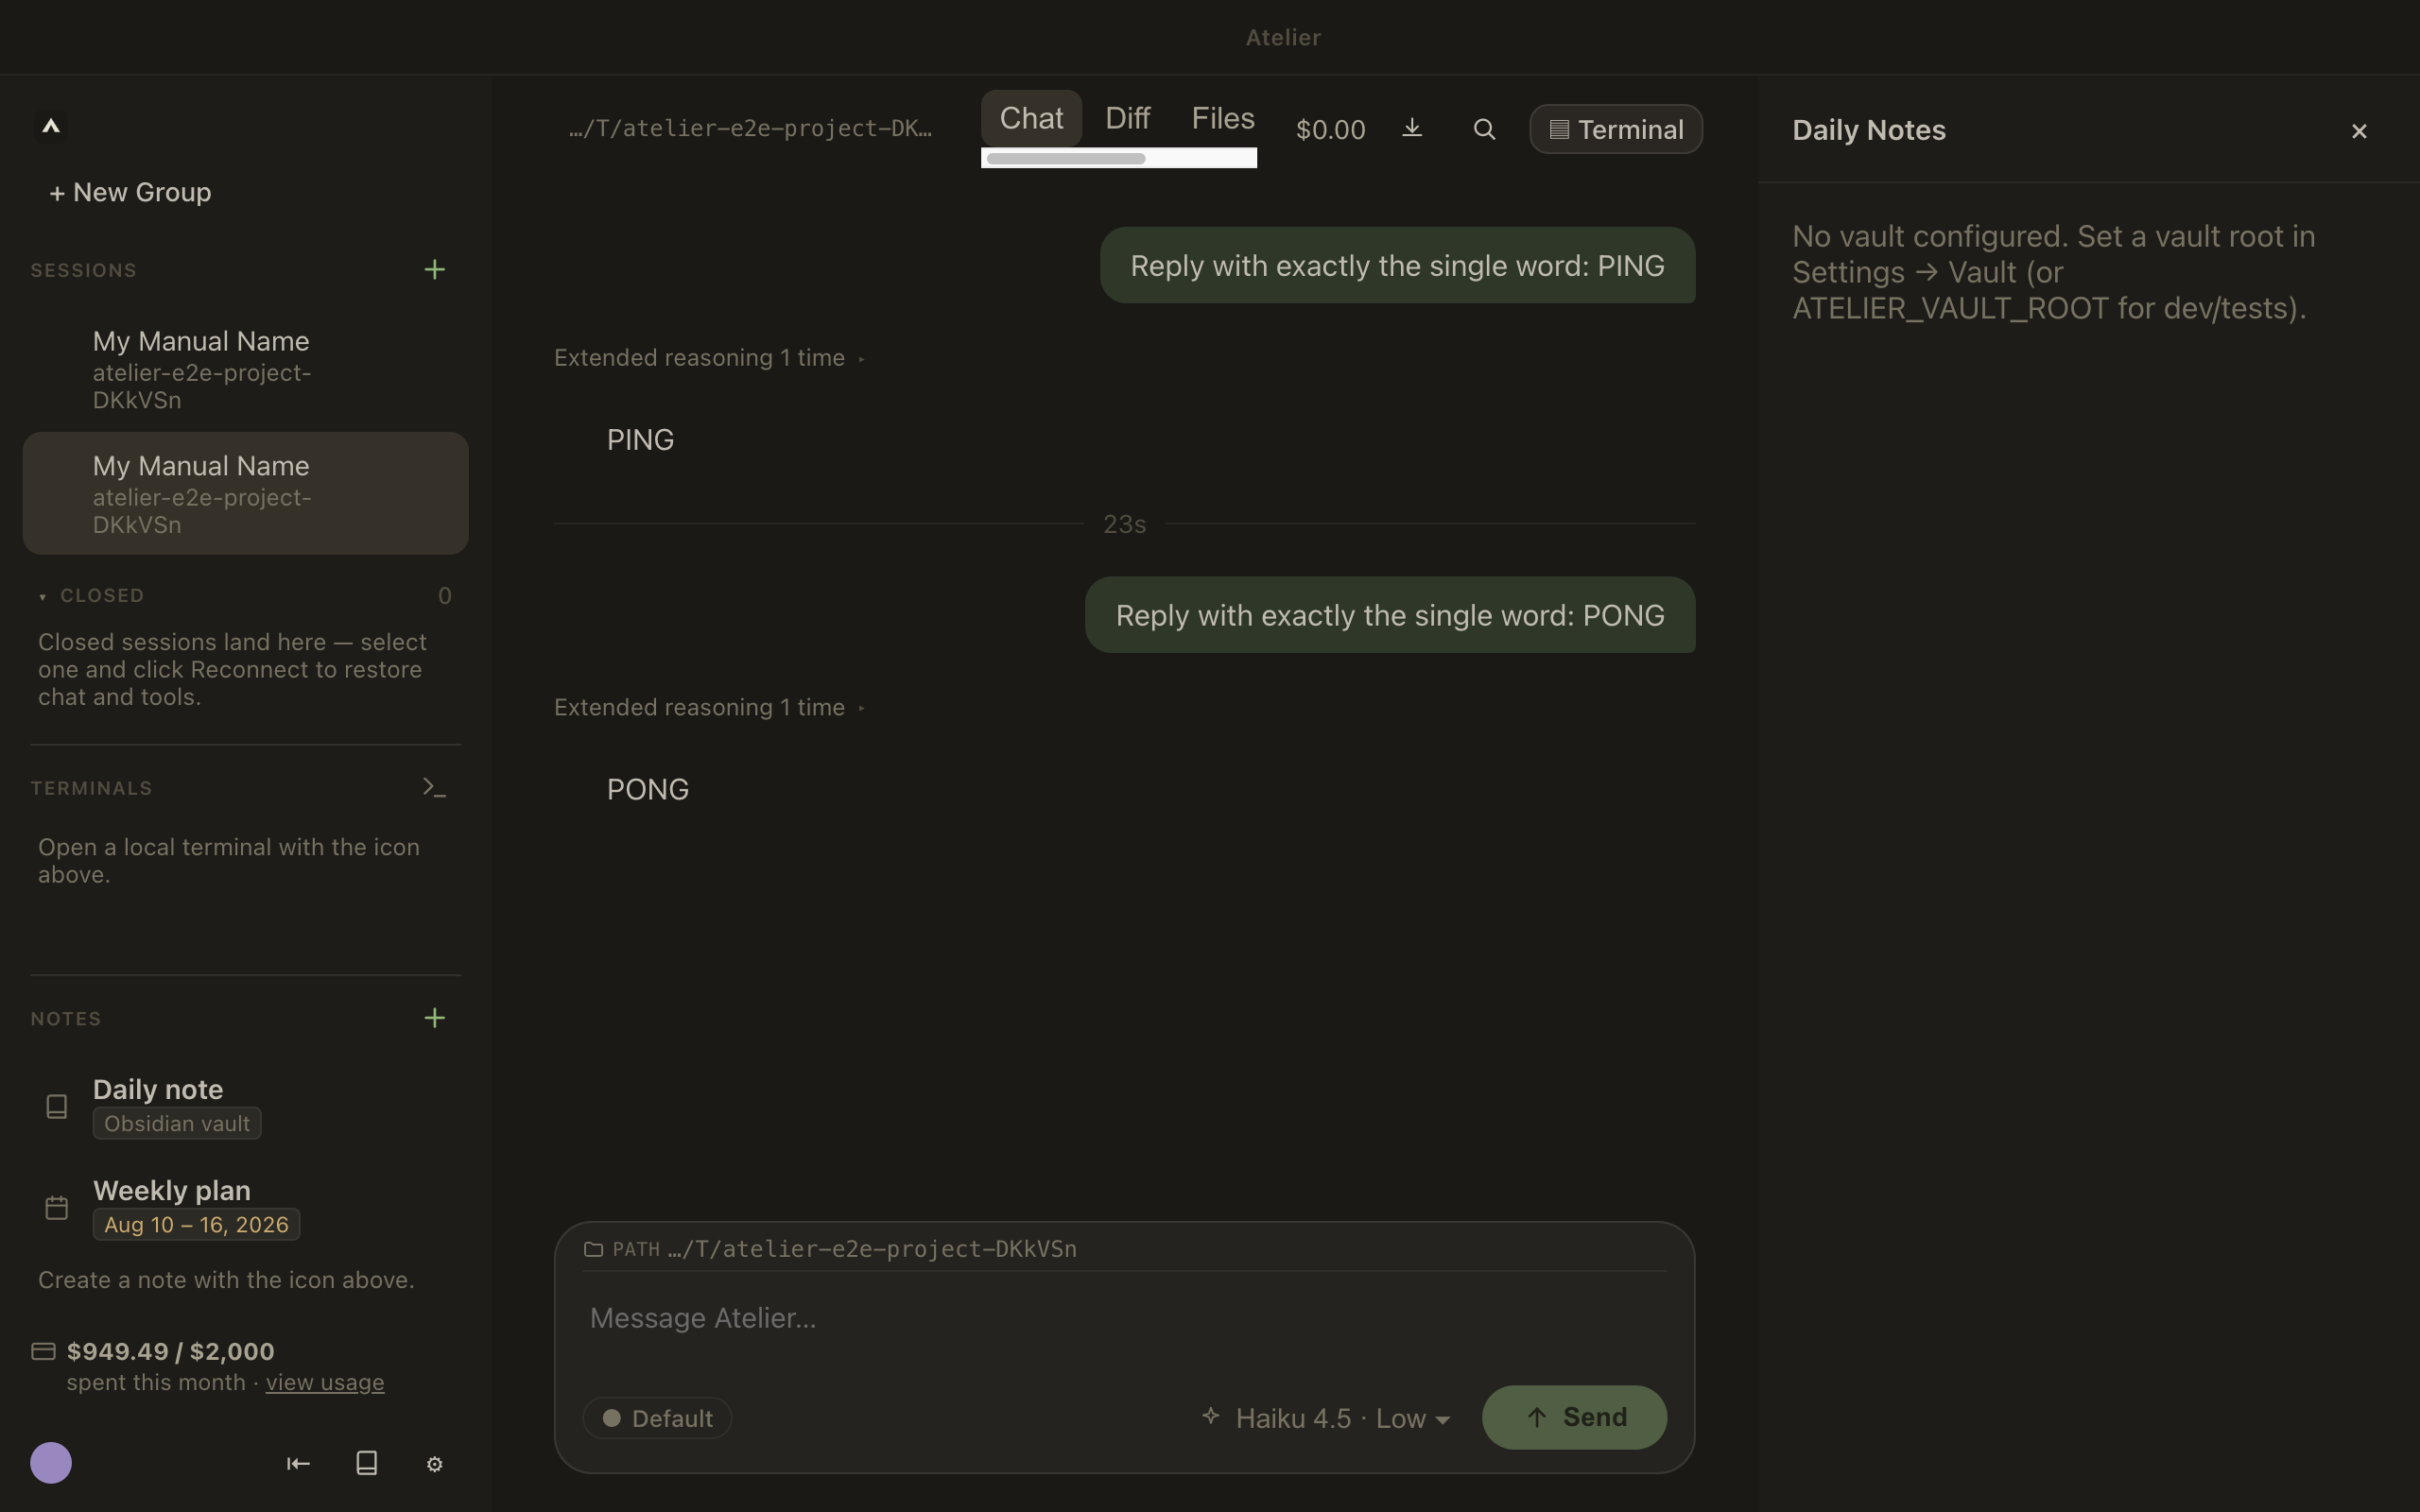 Atelier
+ New Group
SESSIONS
My Manual Name
atelier-e2e-project-
DKkVSn
My Manual Name
atelier-e2e-project-
DKkVSn
CLOSED 0
Closed sessions land here — select
one and click Reconnect to restore
chat and tools.
TERMINALS
Open a local terminal with the icon
above.
NOTES
Daily note
Obsidian vault
Weekly plan
Aug 10 – 16, 2026
Create a note with the icon above.
$949.49 / $2,000
spent this month · view usage
…/T/atelier-e2e-project-DK… Chat Diff Files $0.00 Terminal
Reply with exactly the single word: PING
Extended reasoning 1 time
PING
23s
Reply with exactly the single word: PONG
Extended reasoning 1 time
PONG
PATH …/T/atelier-e2e-project-DKkVSn
Message Atelier…
Default Haiku 4.5 · Low Send
Daily Notes
No vault configured. Set a vault root in
Settings → Vault (or
ATELIER_VAULT_ROOT for dev/tests).